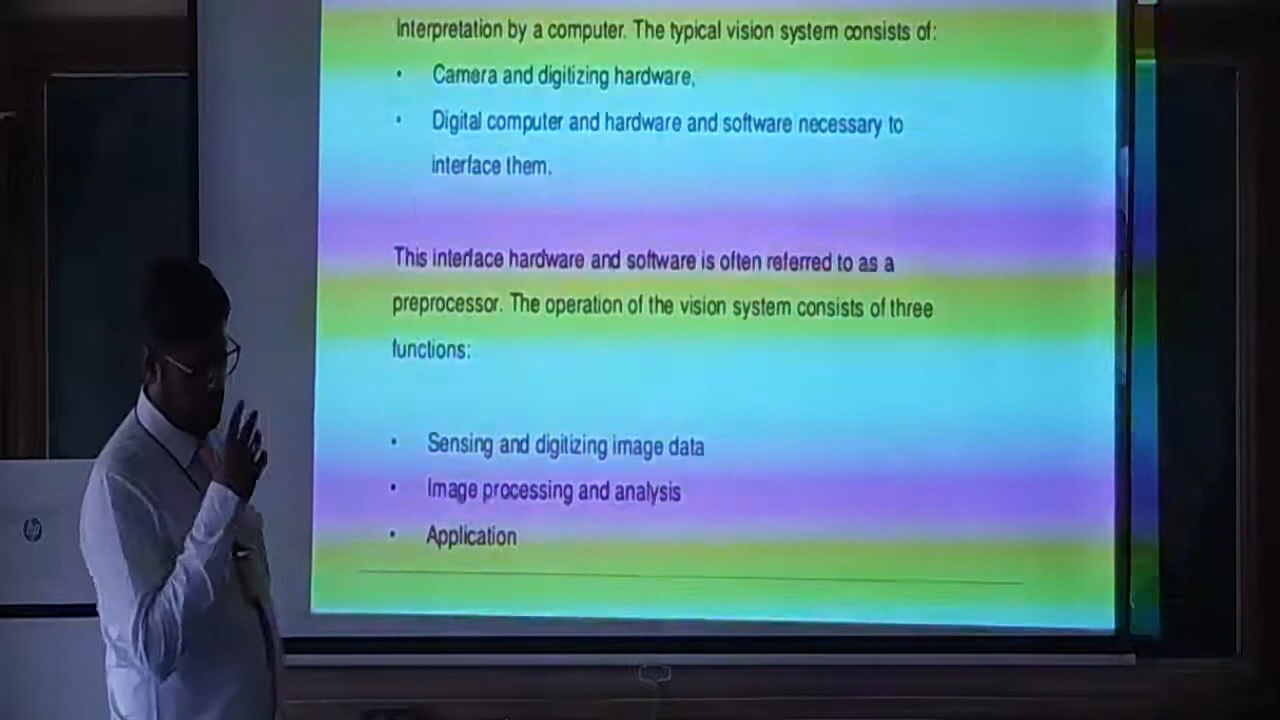 Interpretation by a computer. The typical vision system consists of:
• Camera and digitizing hardware,
• Digital computer and hardware and software necessary to
interface them.
This interface hardware and software is often referred to as a
preprocessor. The operation of the vision system consists of three
functions:
• Sensing and digitizing image data
• Image processing and analysis
• Application
hp